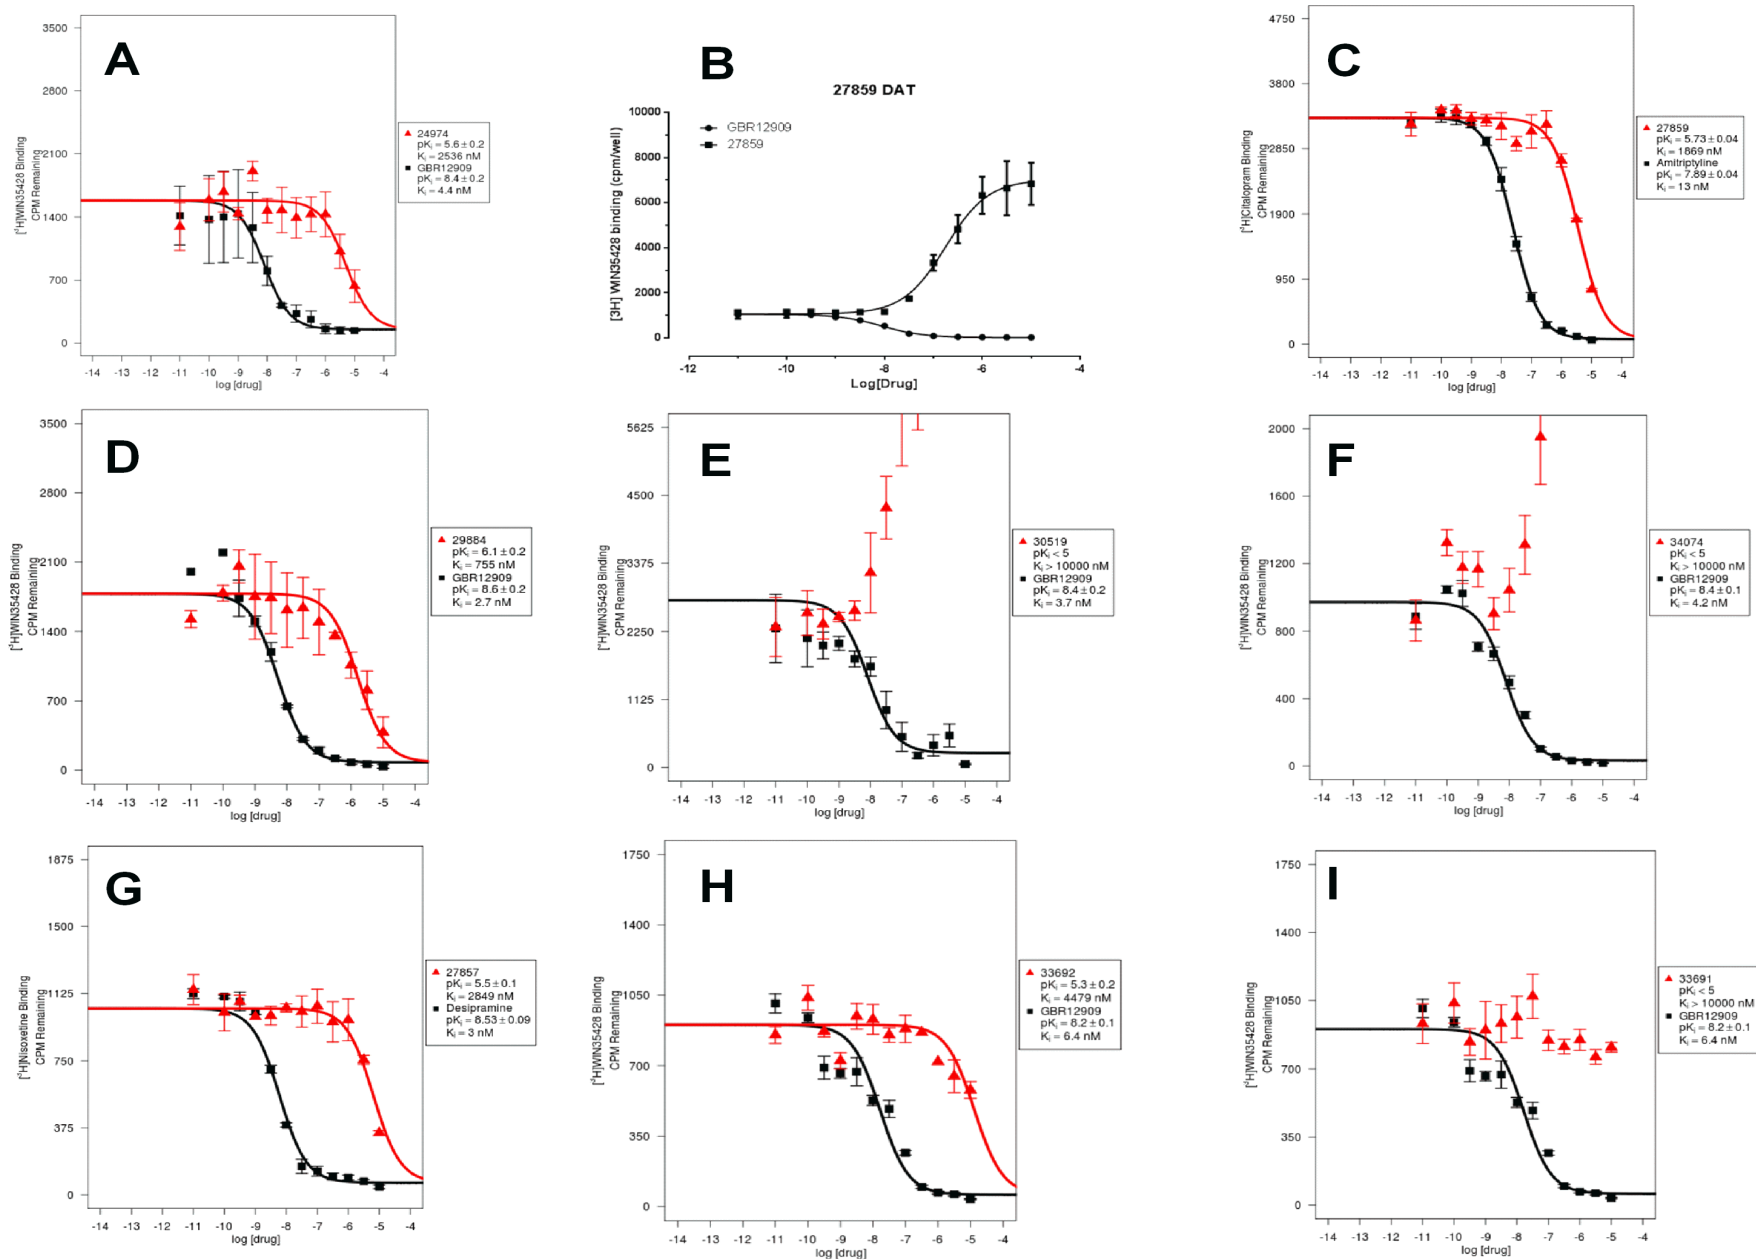 A
3500
2800
2100
1400
700
0
[³H]WIN35428 Binding
CPM Remaining
-14 -13 -12 -11 -10 -9 -8 -7 -6 -5 -4
log [drug]
24974
pKᵢ = 5.6 ± 0.2
Kᵢ = 2536 nM
GBR12909
pKᵢ = 8.4 ± 0.2
Kᵢ = 4.4 nM
B
27859 DAT
GBR12909
27859
10000
8000
6000
4000
2000
0
[3H] WIN35428 binding (cpm/well)
-12 -10 -8 -6 -4
Log[Drug]
C
4750
3800
2850
1900
950
0
[³H]Citalopram Binding
CPM Remaining
-14 -13 -12 -11 -10 -9 -8 -7 -6 -5 -4
log [drug]
27859
pKᵢ = 5.73 ± 0.04
Kᵢ = 1869 nM
Amitriptyline
pKᵢ = 7.89 ± 0.04
Kᵢ = 13 nM
D
3500
2800
2100
1400
700
0
[³H]WIN35428 Binding
CPM Remaining
-14 -13 -12 -11 -10 -9 -8 -7 -6 -5 -4
log [drug]
29884
pKᵢ = 6.1 ± 0.2
Kᵢ = 755 nM
GBR12909
pKᵢ = 8.6 ± 0.2
Kᵢ = 2.7 nM
E
5625
4500
3375
2250
1125
0
[³H]WIN35428 Binding
CPM Remaining
-14 -13 -12 -11 -10 -9 -8 -7 -6 -5 -4
log [drug]
30519
pKᵢ < 5
Kᵢ > 10000 nM
GBR12909
pKᵢ = 8.4 ± 0.2
Kᵢ = 3.7 nM
F
2000
1600
1200
800
400
0
[³H]WIN35428 Binding
CPM Remaining
-14 -13 -12 -11 -10 -9 -8 -7 -6 -5 -4
log [drug]
34074
pKᵢ < 5
Kᵢ > 10000 nM
GBR12909
pKᵢ = 8.4 ± 0.1
Kᵢ = 4.2 nM
G
1875
1500
1125
750
375
0
[³H]Nisoxetine Binding
CPM Remaining
-14 -13 -12 -11 -10 -9 -8 -7 -6 -5 -4
log [drug]
27857
pKᵢ = 5.5 ± 0.1
Kᵢ = 2849 nM
Desipramine
pKᵢ = 8.53 ± 0.09
Kᵢ = 3 nM
H
1750
1400
1050
700
350
0
[³H]WIN35428 Binding
CPM Remaining
-14 -13 -12 -11 -10 -9 -8 -7 -6 -5 -4
log [drug]
33692
pKᵢ = 5.3 ± 0.2
Kᵢ = 4479 nM
GBR12909
pKᵢ = 8.2 ± 0.1
Kᵢ = 6.4 nM
I
1750
1400
1050
700
350
0
[³H]WIN35428 Binding
CPM Remaining
-14 -13 -12 -11 -10 -9 -8 -7 -6 -5 -4
log [drug]
33691
pKᵢ < 5
Kᵢ > 10000 nM
GBR12909
pKᵢ = 8.2 ± 0.1
Kᵢ = 6.4 nM